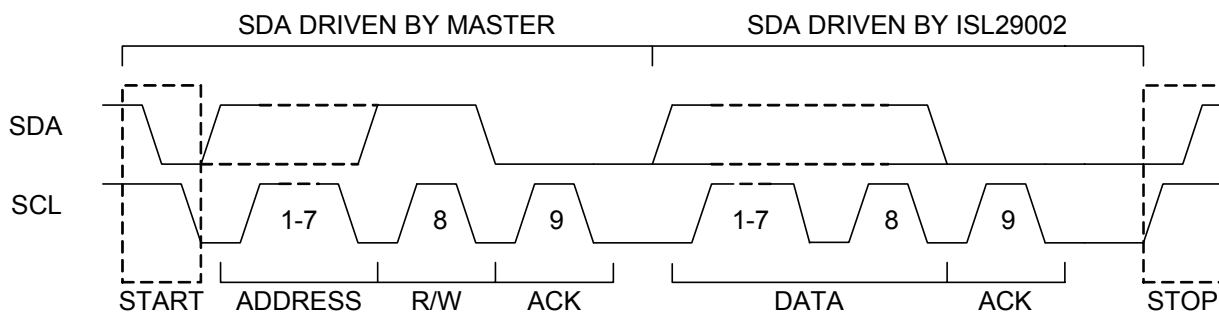 SDA DRIVEN BY MASTER
SDA DRIVEN BY ISL29002
SDA
SCL
1-7
8
9
1-7
8
9
START
ADDRESS
R/W
ACK
DATA
ACK
STOP